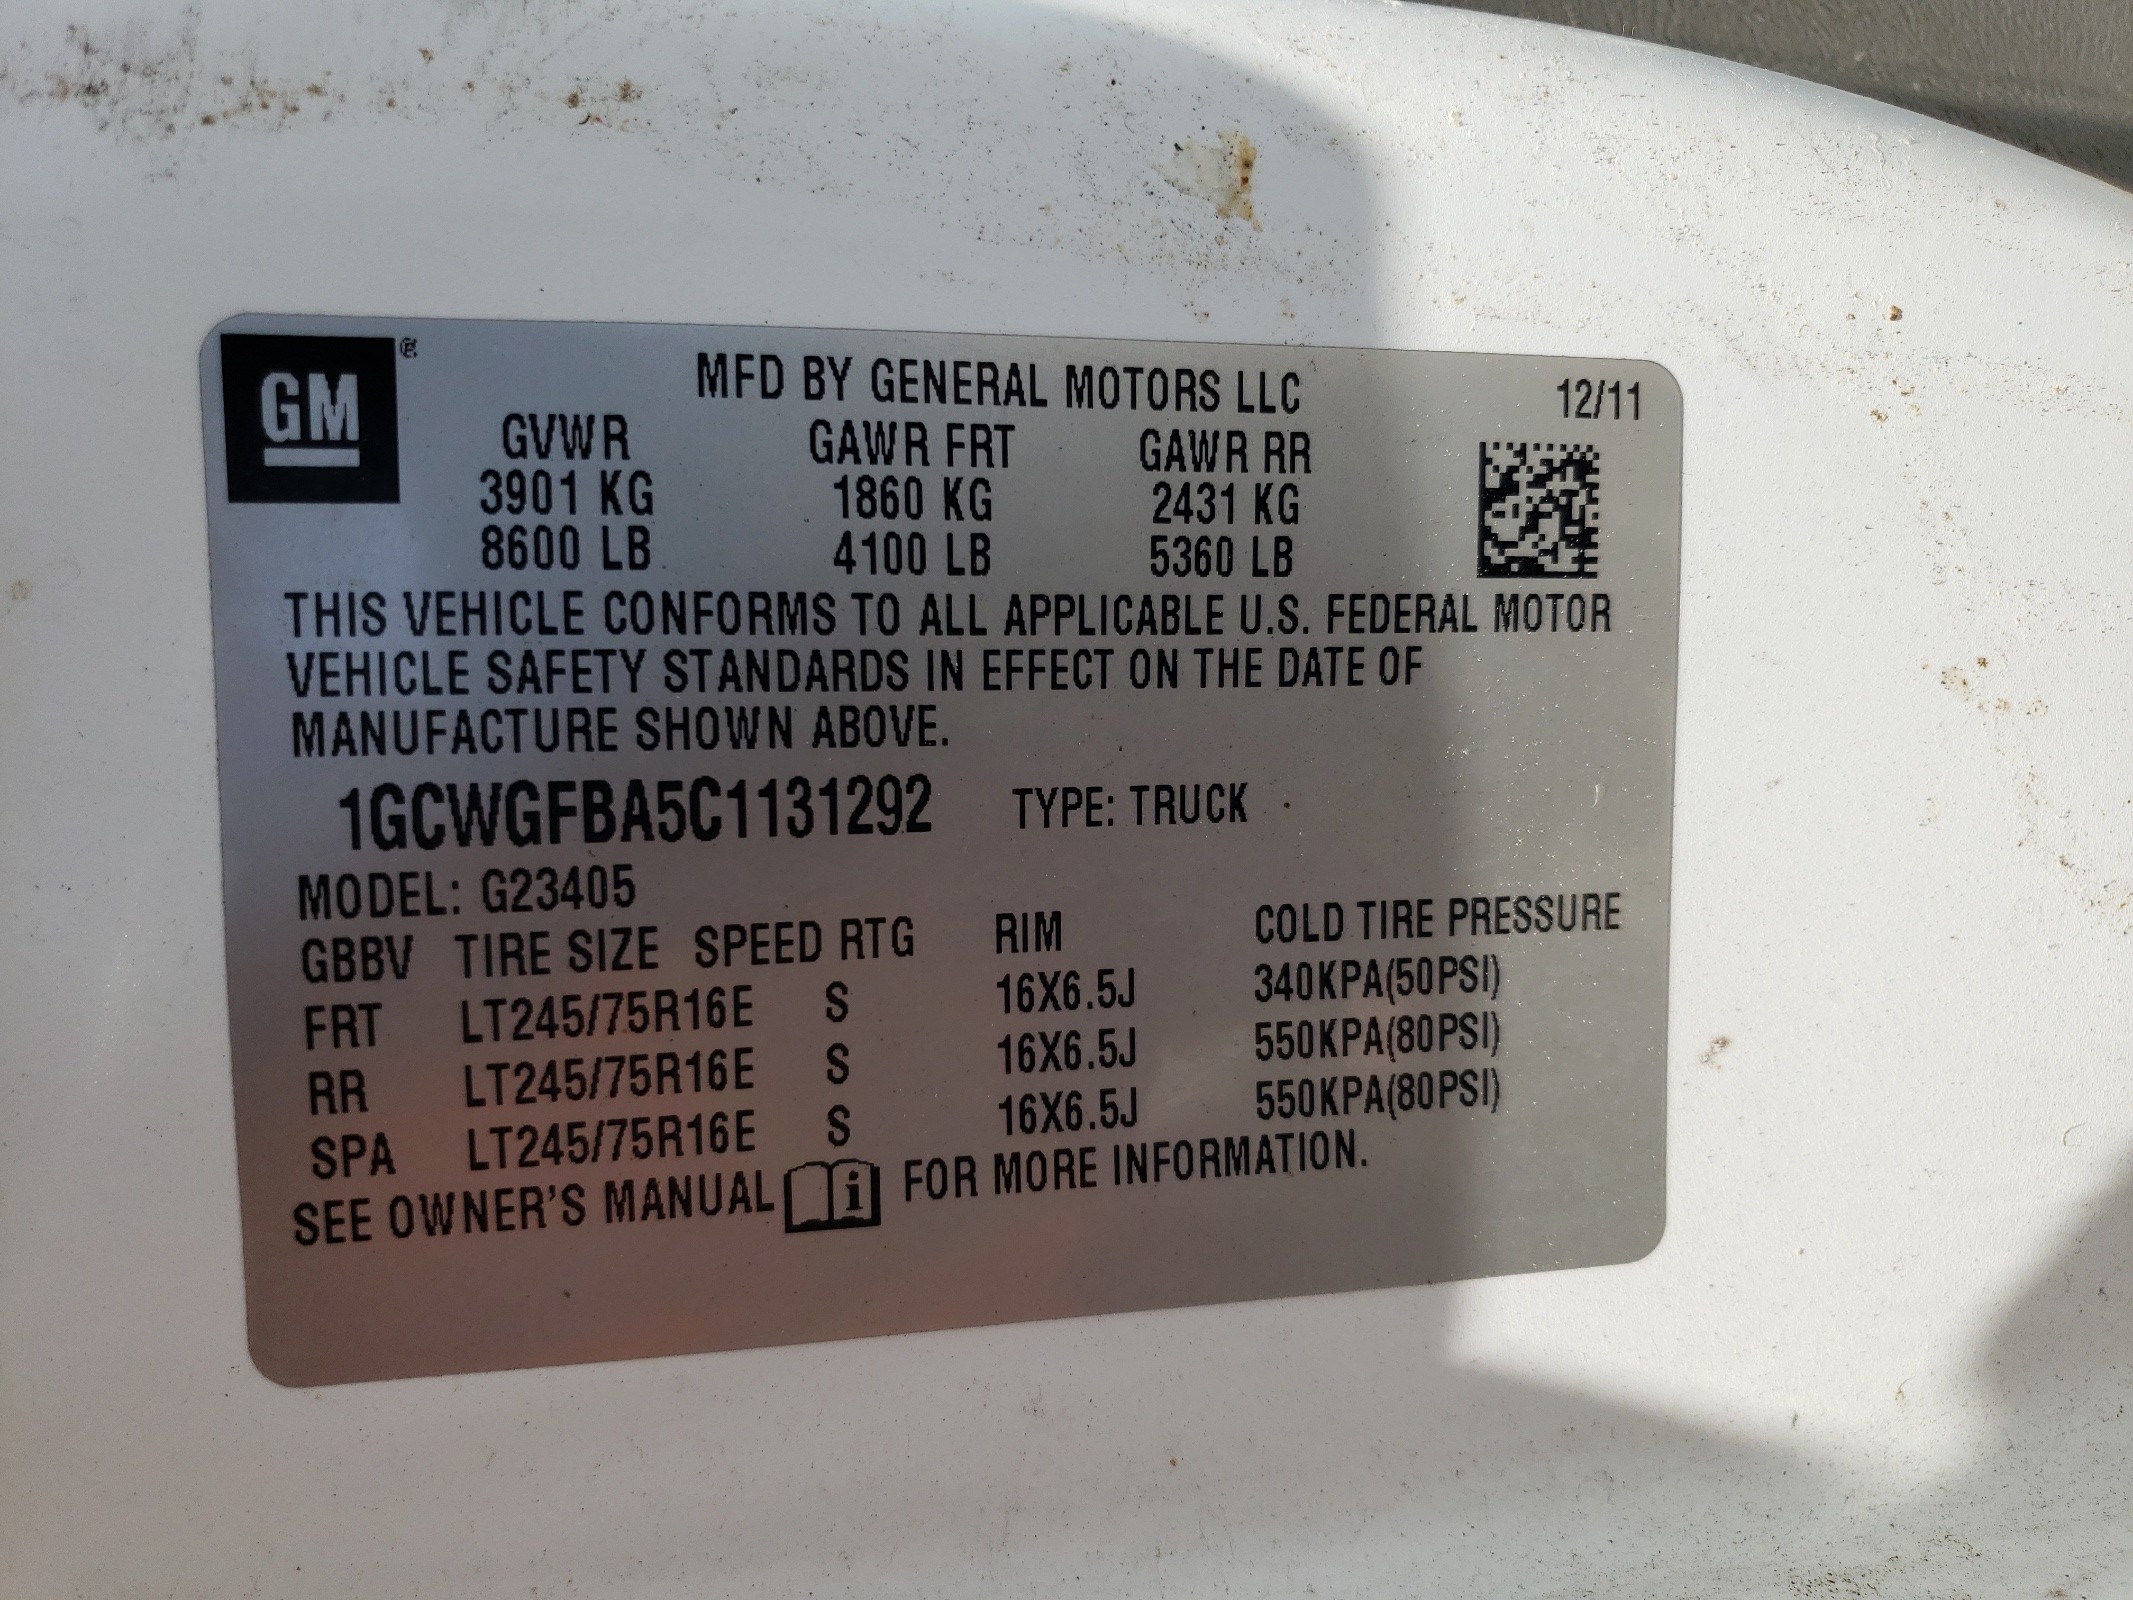 GM ®
MFD BY GENERAL MOTORS LLC 12/11
GVWR GAWR FRT GAWR RR
3901 KG 1860 KG 2431 KG
8600 LB 4100 LB 5360 LB
THIS VEHICLE CONFORMS TO ALL APPLICABLE U.S. FEDERAL MOTOR
VEHICLE SAFETY STANDARDS IN EFFECT ON THE DATE OF
MANUFACTURE SHOWN ABOVE.
1GCWGFBA5C1131292 TYPE: TRUCK
MODEL: G23405
GBBV TIRE SIZE SPEED RTG RIM COLD TIRE PRESSURE
FRT LT245/75R16E S 16X6.5J 340KPA(50PSI)
RR LT245/75R16E S 16X6.5J 550KPA(80PSI)
SPA LT245/75R16E S 16X6.5J 550KPA(80PSI)
SEE OWNER'S MANUAL i FOR MORE INFORMATION.